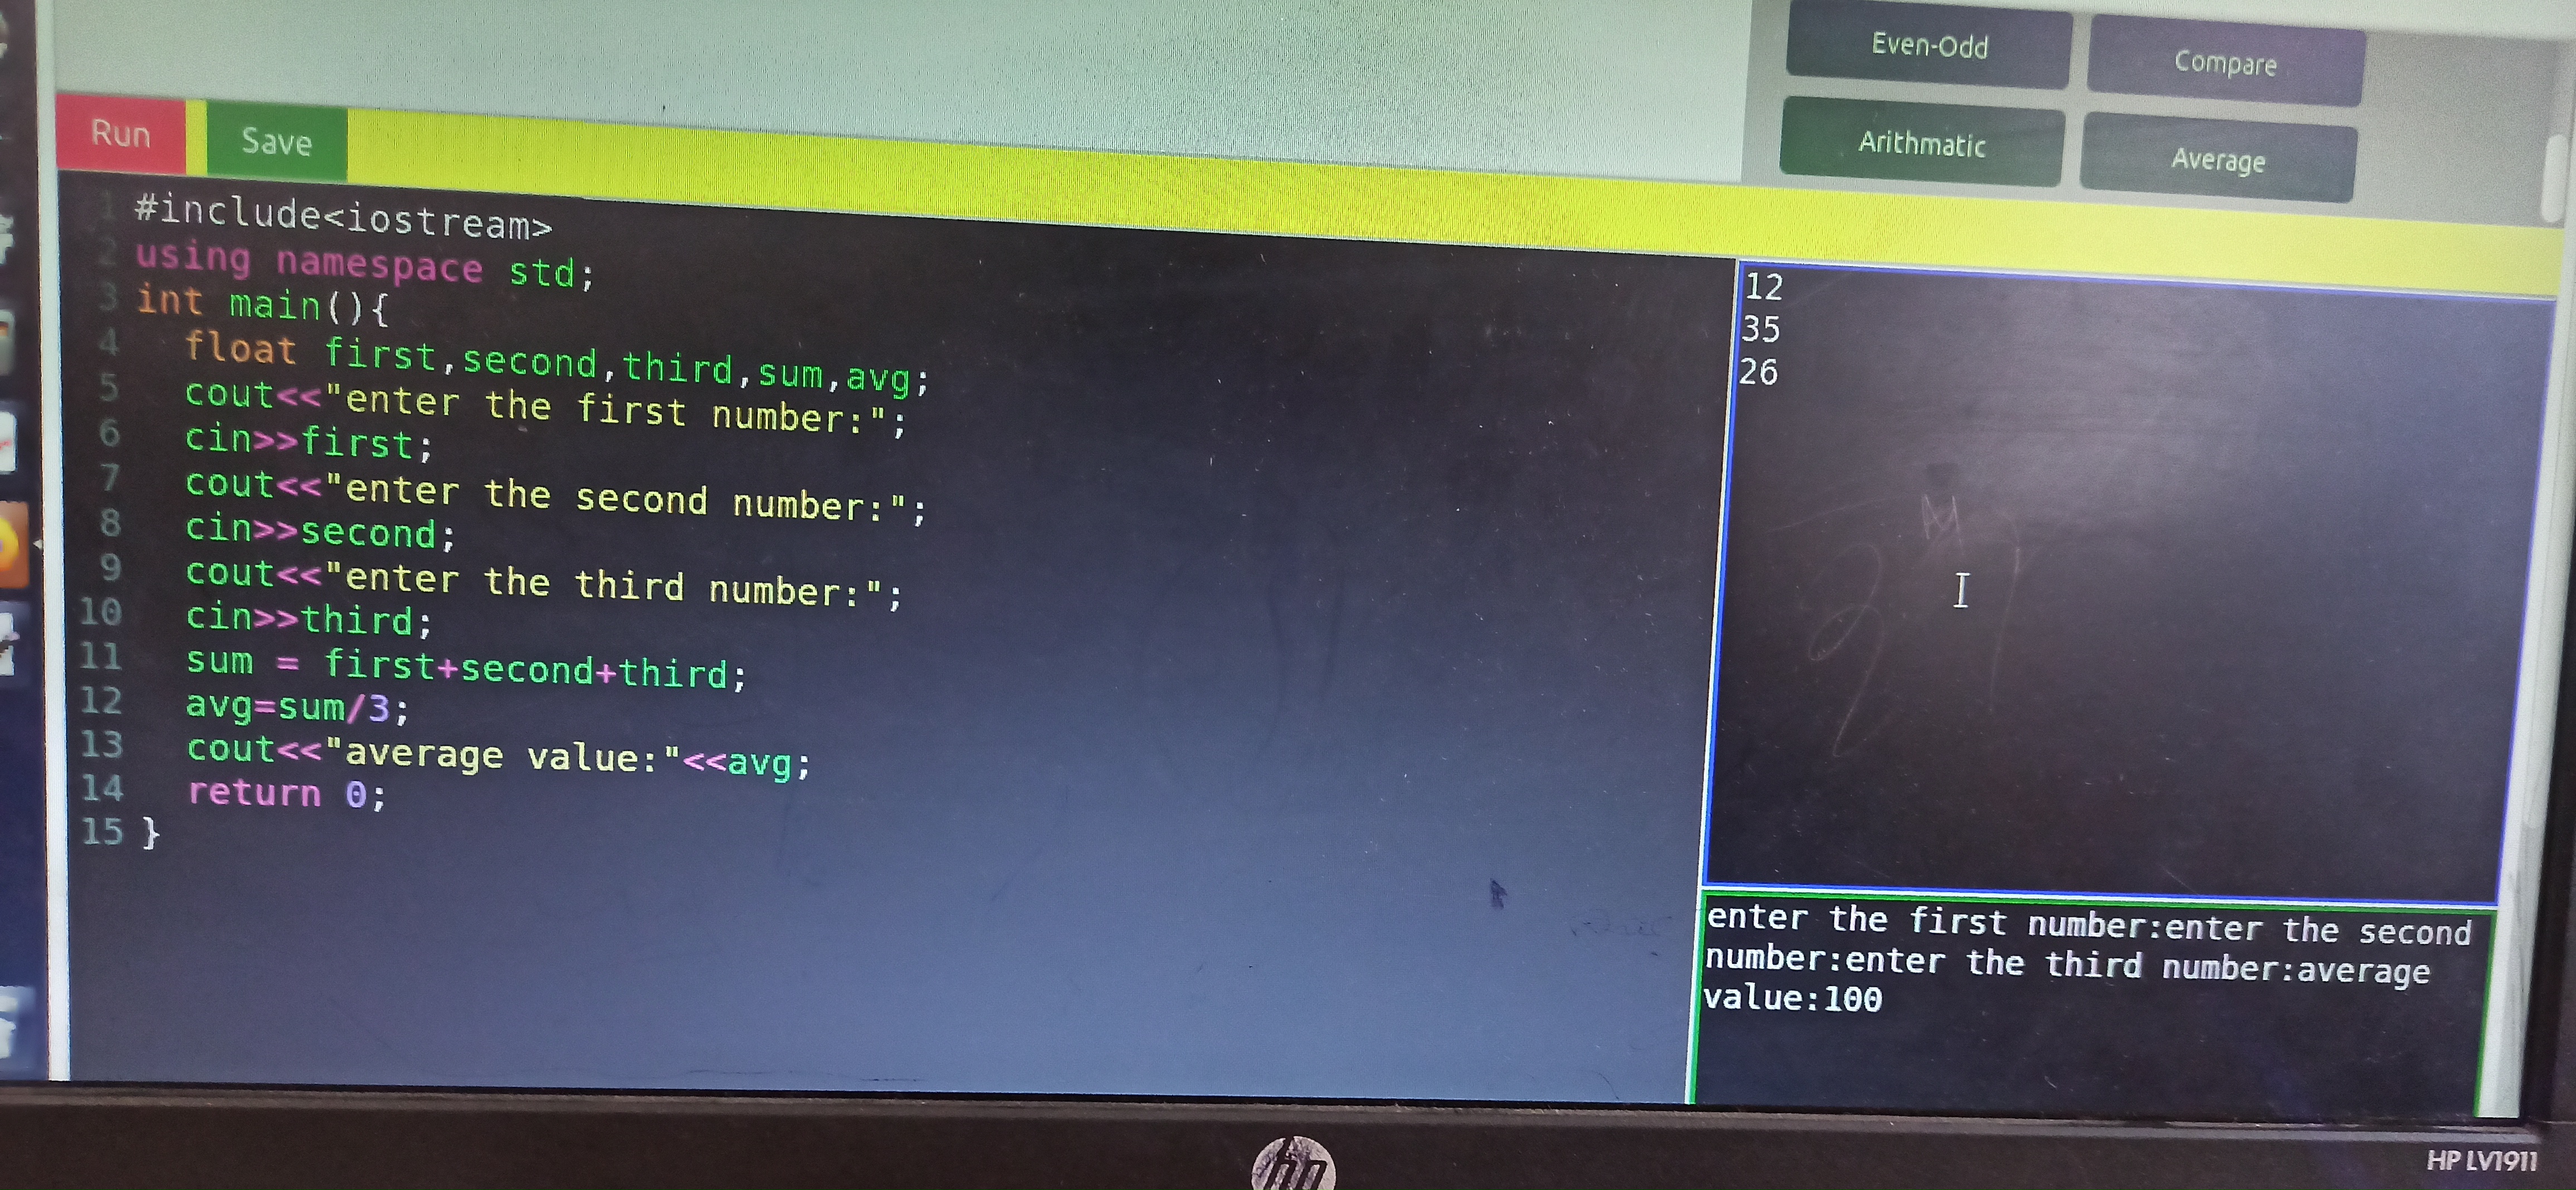 Even-Odd
Compare
Arithmatic
Average
Run
Save
1 #include<iostream>
2 using namespace std;
3 int main(){
4 float first,second,third,sum,avg;
5 cout<<"enter the first number:";
6 cin>>first;
7 cout<<"enter the second number:";
8 cin>>second;
9 cout<<"enter the third number:";
10 cin>>third;
11 sum = first+second+third;
12 avg=sum/3;
13 cout<<"average value:"<<avg;
14 return 0;
15 }
12
35
26
enter the first number:enter the second
number:enter the third number:average
value:100
hp
HP LV1911